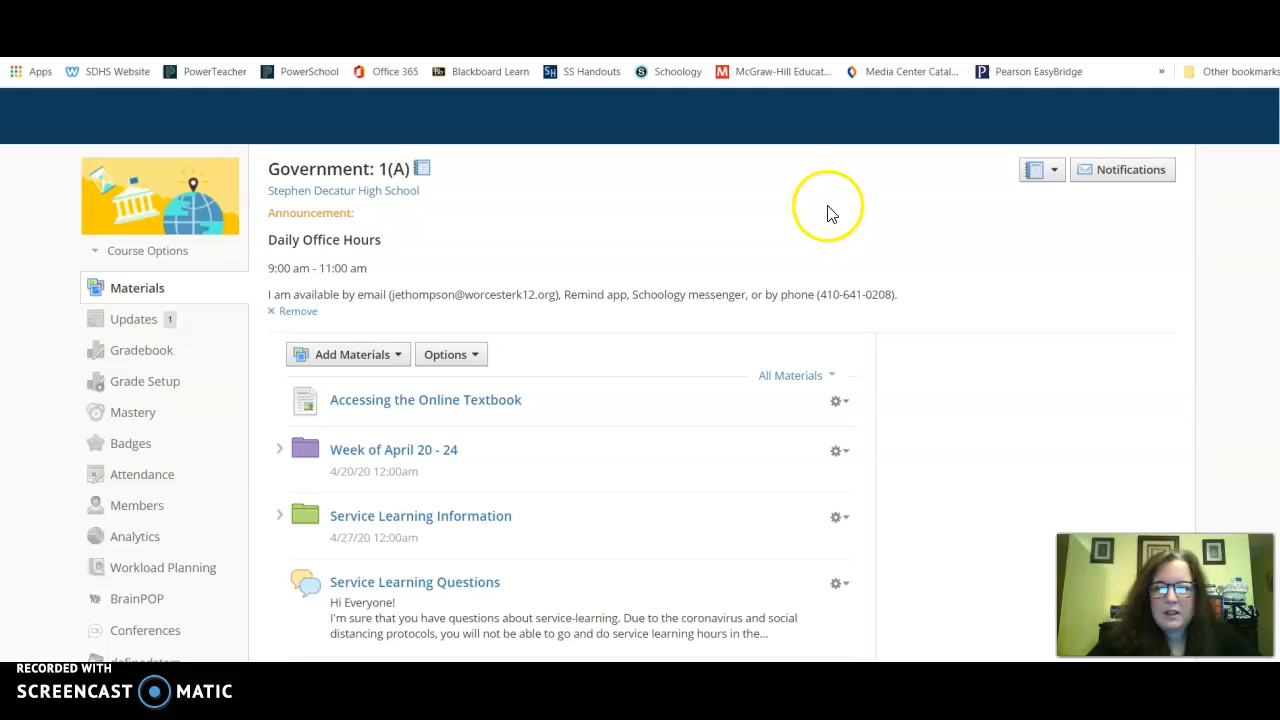 Apps SDHS Website PowerTeacher PowerSchool Office 365 Bb Blackboard Learn SH SS Handouts S Schoology M McGraw-Hill Educat... Media Center Catal... P Pearson EasyBridge » Other bookmarks
Government: 1(A)
Notifications
Stephen Decatur High School
Announcement:
Daily Office Hours
9:00 am - 11:00 am
I am available by email (jethompson@worcesterk12.org), Remind app, Schoology messenger, or by phone (410-641-0208).
× Remove
Course Options
Materials
Updates 1
Gradebook
Grade Setup
Mastery
Badges
Attendance
Members
Analytics
Workload Planning
BrainPOP
Conferences
Add Materials Options
All Materials
Accessing the Online Textbook
Week of April 20 - 24
4/20/20 12:00am
Service Learning Information
4/27/20 12:00am
Service Learning Questions
Hi Everyone!
I'm sure that you have questions about service-learning. Due to the coronavirus and social
distancing protocols, you will not be able to go and do service learning hours in the...
RECORDED WITH
SCREENCAST MATIC